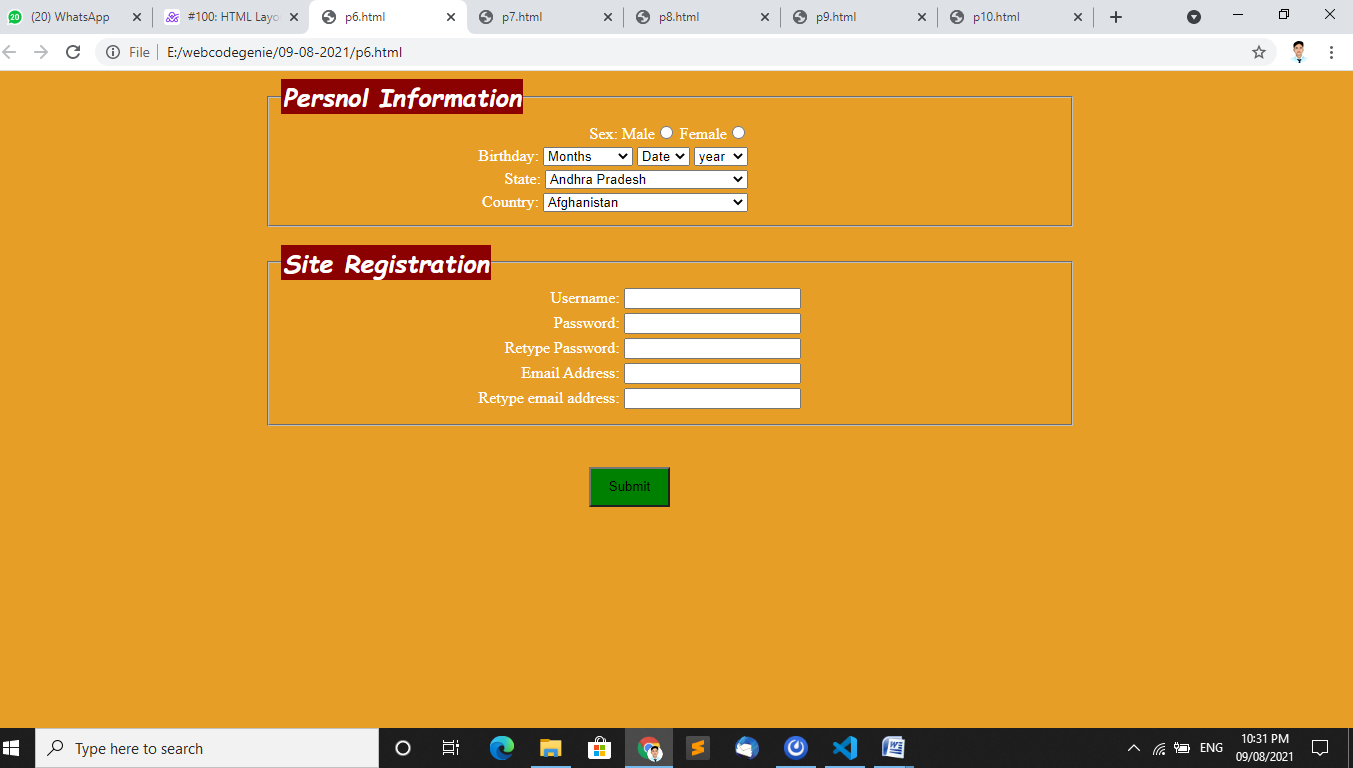 20 (20) WhatsApp #100: HTML Layo p6.html p7.html p8.html p9.html p10.html
File E:/webcodegenie/09-08-2021/p6.html
Persnol Information
Sex: Male Female
Birthday: Months Date year
State: Andhra Pradesh
Country: Afghanistan
Site Registration
Username:
Password:
Retype Password:
Email Address:
Retype email address:
Submit
Type here to search ENG 10:31 PM
09/08/2021